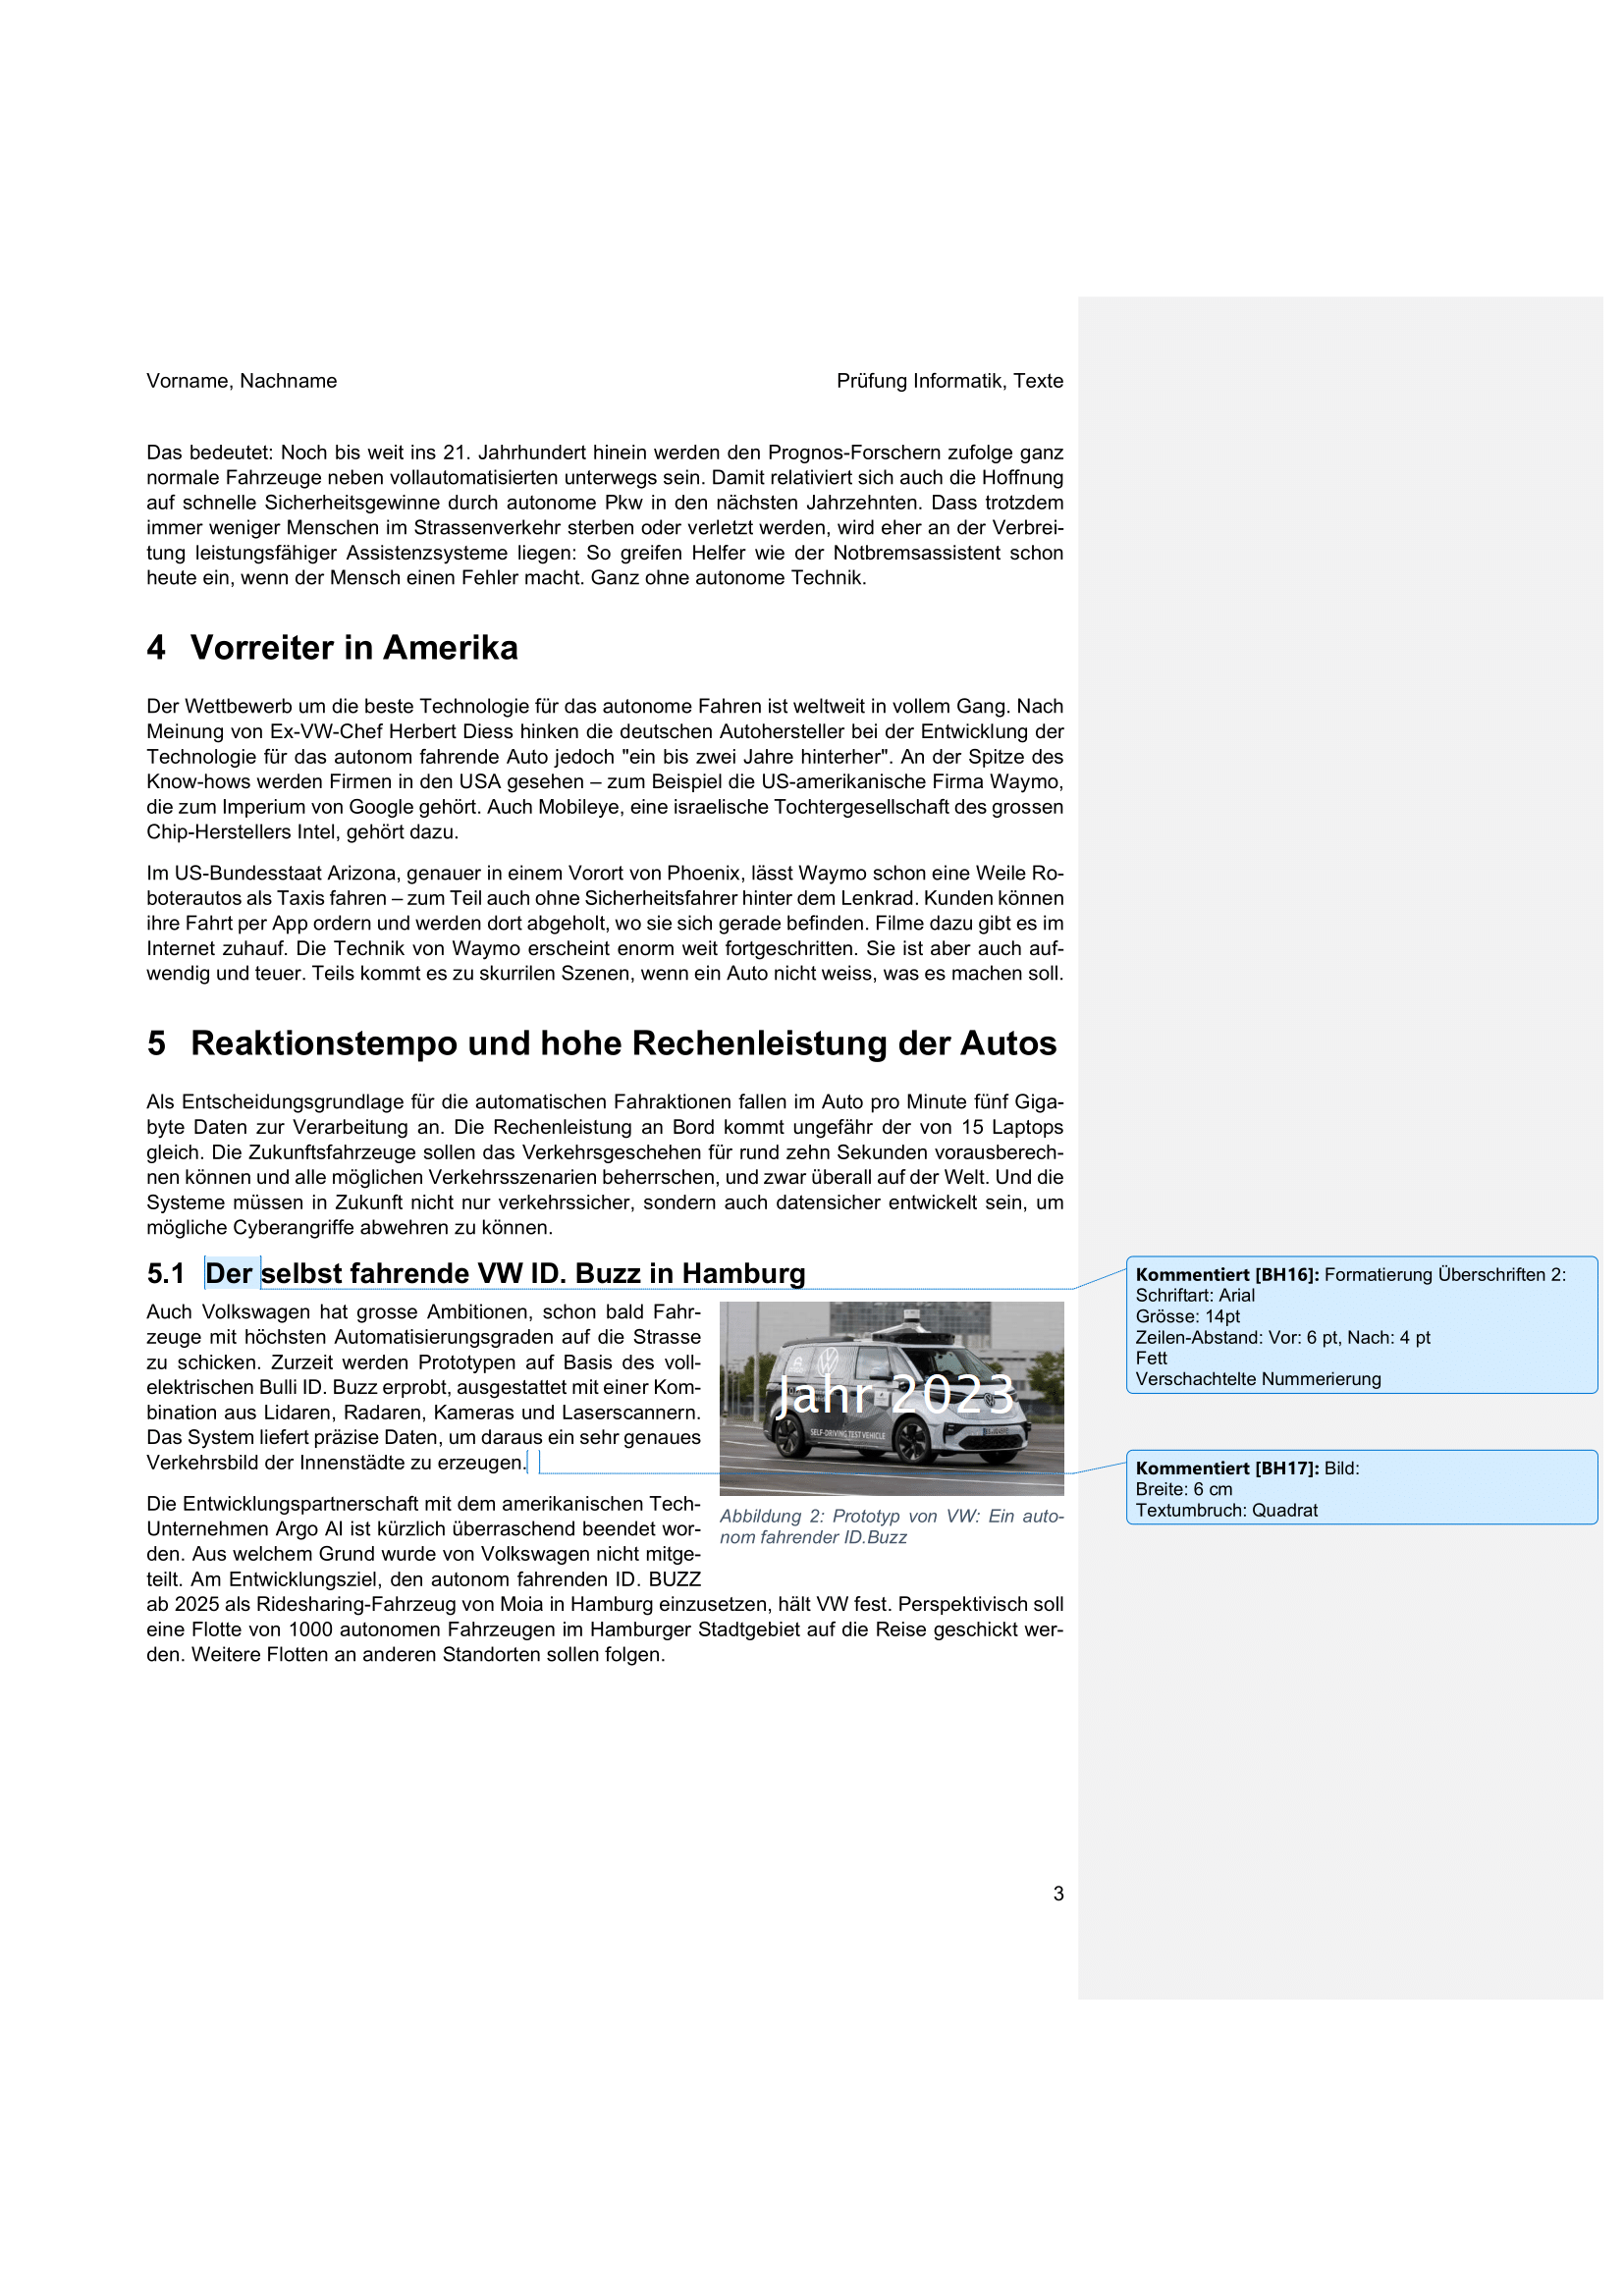 Vorname, Nachname
Prüfung Informatik, Texte
Das bedeutet: Noch bis weit ins 21. Jahrhundert hinein werden den Prognos-Forschern zufolge ganz
normale Fahrzeuge neben vollautomatisierten unterwegs sein. Damit relativiert sich auch die Hoffnung
auf schnelle Sicherheitsgewinne durch autonome Pkw in den nächsten Jahrzehnten. Dass trotzdem
immer weniger Menschen im Strassenverkehr sterben oder verletzt werden, wird eher an der Verbrei-
tung leistungsfähiger Assistenzsysteme liegen: So greifen Helfer wie der Notbremsassistent schon
heute ein, wenn der Mensch einen Fehler macht. Ganz ohne autonome Technik.
4 Vorreiter in Amerika
Der Wettbewerb um die beste Technologie für das autonome Fahren ist weltweit in vollem Gang. Nach
Meinung von Ex-VW-Chef Herbert Diess hinken die deutschen Autohersteller bei der Entwicklung der
Technologie für das autonom fahrende Auto jedoch "ein bis zwei Jahre hinterher". An der Spitze des
Know-hows werden Firmen in den USA gesehen – zum Beispiel die US-amerikanische Firma Waymo,
die zum Imperium von Google gehört. Auch Mobileye, eine israelische Tochtergesellschaft des grossen
Chip-Herstellers Intel, gehört dazu.
Im US-Bundesstaat Arizona, genauer in einem Vorort von Phoenix, lässt Waymo schon eine Weile Ro-
boterautos als Taxis fahren – zum Teil auch ohne Sicherheitsfahrer hinter dem Lenkrad. Kunden können
ihre Fahrt per App ordern und werden dort abgeholt, wo sie sich gerade befinden. Filme dazu gibt es im
Internet zuhauf. Die Technik von Waymo erscheint enorm weit fortgeschritten. Sie ist aber auch auf-
wendig und teuer. Teils kommt es zu skurrilen Szenen, wenn ein Auto nicht weiss, was es machen soll.
5 Reaktionstempo und hohe Rechenleistung der Autos
Als Entscheidungsgrundlage für die automatischen Fahraktionen fallen im Auto pro Minute fünf Giga-
byte Daten zur Verarbeitung an. Die Rechenleistung an Bord kommt ungefähr der von 15 Laptops
gleich. Die Zukunftsfahrzeuge sollen das Verkehrsgeschehen für rund zehn Sekunden vorausberech-
nen können und alle möglichen Verkehrsszenarien beherrschen, und zwar überall auf der Welt. Und die
Systeme müssen in Zukunft nicht nur verkehrssicher, sondern auch datensicher entwickelt sein, um
mögliche Cyberangriffe abwehren zu können.
5.1 Der selbst fahrende VW ID. Buzz in Hamburg
Auch Volkswagen hat grosse Ambitionen, schon bald Fahr-
zeuge mit höchsten Automatisierungsgraden auf die Strasse
zu schicken. Zurzeit werden Prototypen auf Basis des voll-
elektrischen Bulli ID. Buzz erprobt, ausgestattet mit einer Kom-
bination aus Lidaren, Radaren, Kameras und Laserscannern.
Das System liefert präzise Daten, um daraus ein sehr genaues
Verkehrsbild der Innenstädte zu erzeugen.
Jahr 2023
SELF-DRIVING TEST VEHICLE
Abbildung 2: Prototyp von VW: Ein auto-
nom fahrender ID.Buzz
Die Entwicklungspartnerschaft mit dem amerikanischen Tech-
Unternehmen Argo AI ist kürzlich überraschend beendet wor-
den. Aus welchem Grund wurde von Volkswagen nicht mitge-
teilt. Am Entwicklungsziel, den autonom fahrenden ID. BUZZ
ab 2025 als Ridesharing-Fahrzeug von Moia in Hamburg einzusetzen, hält VW fest. Perspektivisch soll
eine Flotte von 1000 autonomen Fahrzeugen im Hamburger Stadtgebiet auf die Reise geschickt wer-
den. Weitere Flotten an anderen Standorten sollen folgen.
Kommentiert [BH16]: Formatierung Überschriften 2:
Schriftart: Arial
Grösse: 14pt
Zeilen-Abstand: Vor: 6 pt, Nach: 4 pt
Fett
Verschachtelte Nummerierung
Kommentiert [BH17]: Bild:
Breite: 6 cm
Textumbruch: Quadrat
3